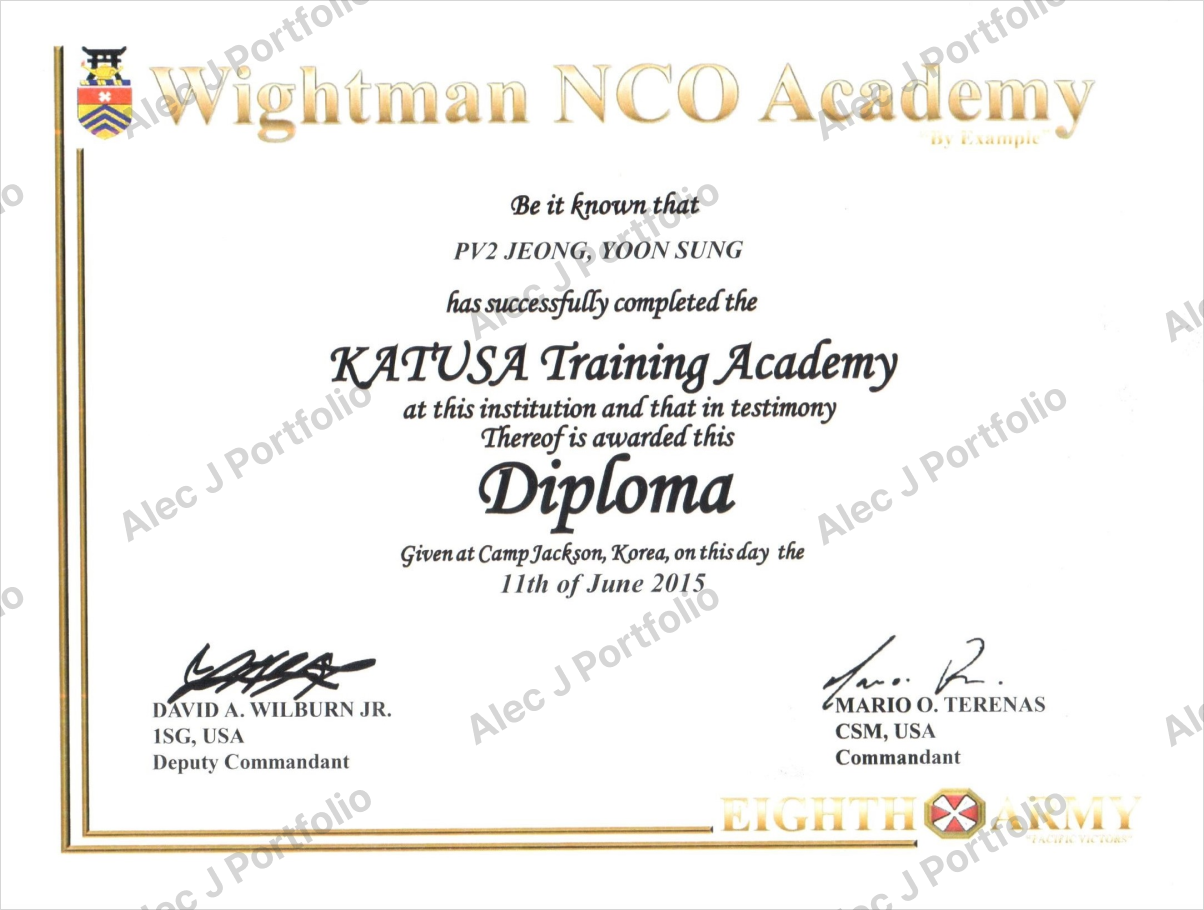 Wightman NCO Academy
"By Example"
Be it known that
PV2 JEONG, YOON SUNG
has successfully completed the
KATUSA Training Academy
at this institution and that in testimony
Thereof is awarded this
Diploma
Given at Camp Jackson, Korea, on this day the
11th of June 2015
DAVID A. WILBURN JR.
1SG, USA
Deputy Commandant
MARIO O. TERENAS
CSM, USA
Commandant
EIGHTH ARMY
"PACIFIC VICTORS"
Alec J Portfolio
Alec J Portfolio
Alec J Portfolio
Alec J Portfolio
Alec J Portfolio
Alec J Portfolio
Alec J Portfolio
Alec J Portfolio